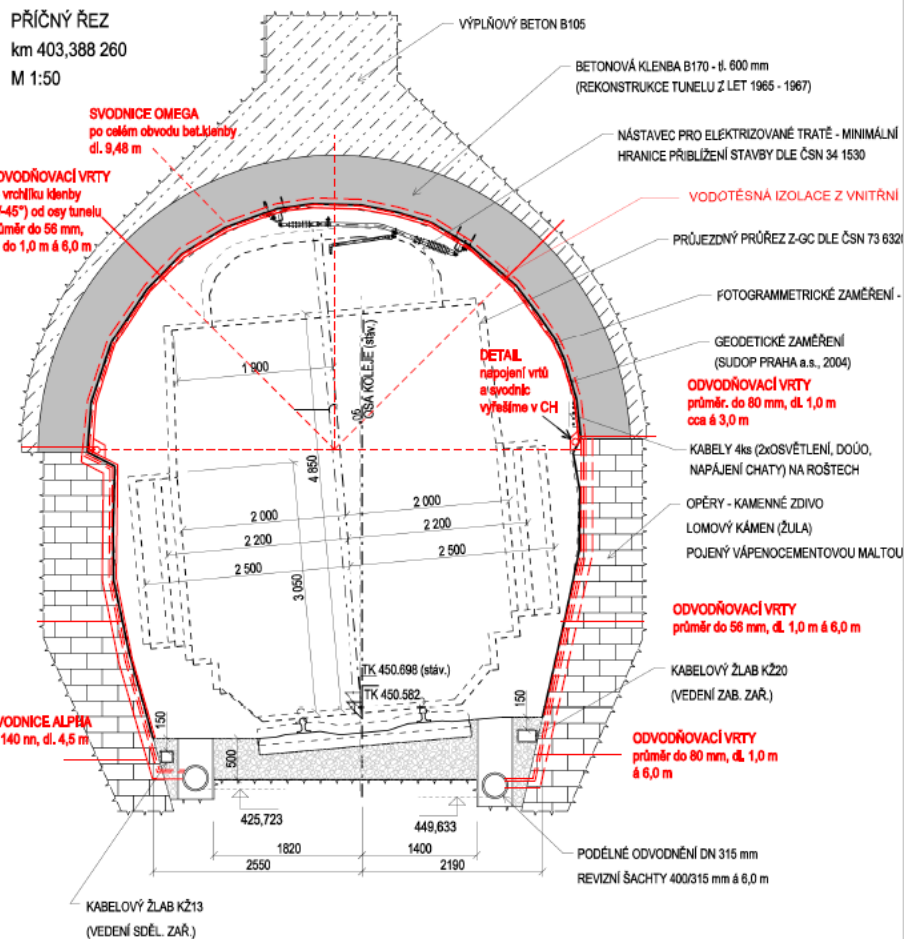 PŘÍČNÝ ŘEZ
km 403,388 260
M 1:50
VÝPLŇOVÝ BETON B105
BETONOVÁ KLENBA B170 - tl. 600 mm
(REKONSTRUKCE TUNELU Z LET 1965 - 1967)
SVODNICE OMEGA
po celém obvodu bet.klenby
dl. 9,48 m
NÁSTAVEC PRO ELEKTRIZOVANÉ TRATĚ - MINIMÁLNÍ
HRANICE PŘIBLÍŽENÍ STAVBY DLE ČSN 34 1530
ODVODŇOVACÍ VRTY
vrchlíku klenby
/-45°) od osy tunelu
ůměr do 56 mm,
do 1,0 m á 6,0 m
VODOTĚSNÁ IZOLACE Z VNITŘNÍ
PRŮJEZDNÝ PRŮŘEZ Z-GC DLE ČSN 73 6320
FOTOGRAMMETRICKÉ ZAMĚŘENÍ -
GEODETICKÉ ZAMĚŘENÍ
(SUDOP PRAHA a.s., 2004)
DETAIL
napojení vrtů
a svodnic
vyřešíme v CH
ODVODŇOVACÍ VRTY
průměr. do 80 mm, dl. 1,0 m
cca á 3,0 m
KABELY 4ks (2xOSVĚTLENÍ, DOÚO,
NAPÁJENÍ CHATY) NA ROŠTECH
OPĚRY - KAMENNÉ ZDIVO
LOMOVÝ KÁMEN (ŽULA)
POJENÝ VÁPENOCEMENTOVOU MALTOU
OSA KOLEJE (stáv.)
1 900
4 850
2 000
2 000
2 200
2 200
2 500
2 500
3 050
ODVODŇOVACÍ VRTY
průměr do 56 mm, dl. 1,0 m á 6,0 m
TK 450.698 (stáv.)
TK 450.582
KABELOVÝ ŽLAB KŽ20
(VEDENÍ ZAB. ZAŘ.)
VODNICE ALPHA
140 nn, dl. 4,5 m
150
150
500
ODVODŇOVACÍ VRTY
průměr do 80 mm, dl. 1,0 m
á 6,0 m
425,723
449,633
1820
1400
2550
2190
PODÉLNÉ ODVODNĚNÍ DN 315 mm
REVIZNÍ ŠACHTY 400/315 mm á 6,0 m
KABELOVÝ ŽLAB KŽ13
(VEDENÍ SDĚL. ZAŘ.)